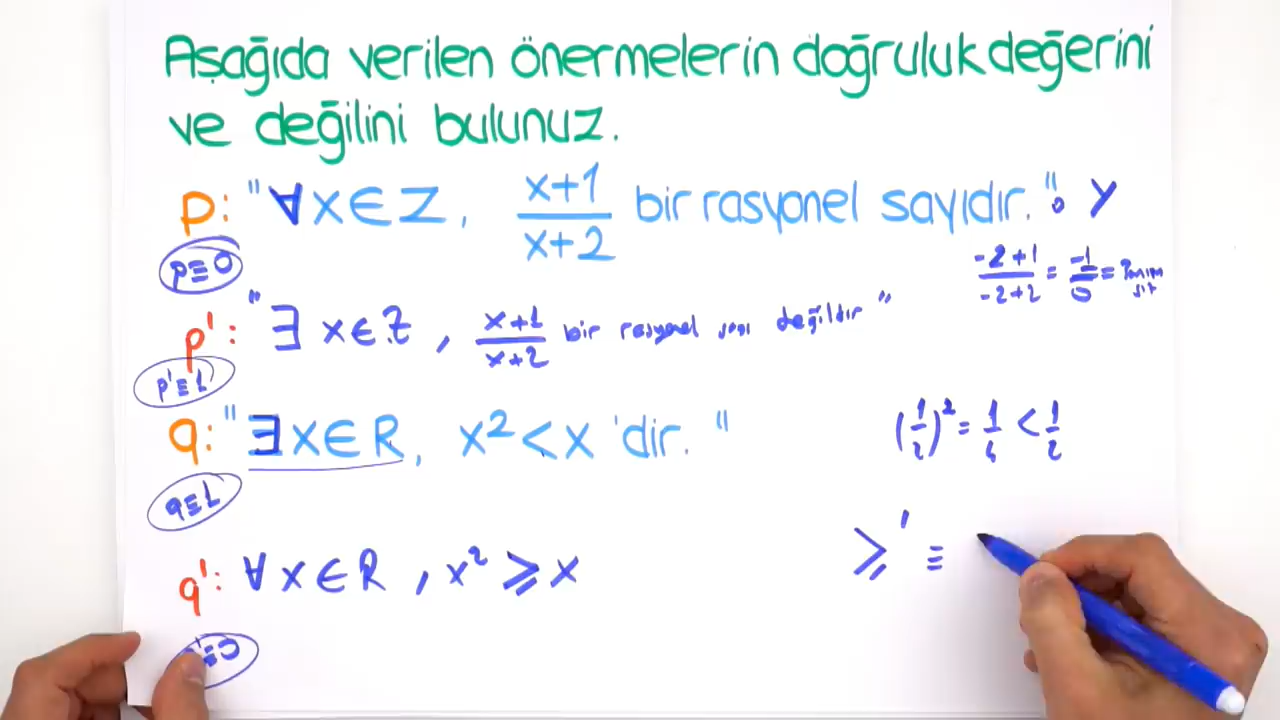 Aşağıda verilen önermelerin doğruluk değerini
ve değilini bulunuz.
p: "∀x∈Z, (x+1)/(x+2) bir rasyonel sayıdır." : Y
p≡0
(-2+1)/(-2+2) = -1/0 = Tanım
sız
p': "∃ x∈Z, (x+1)/(x+2) bir rasyonel sayı değildir"
p'≡1
q: "∃x∈R, x²<x 'dir."
(1/2)² = 1/4 < 1/2
q≡1
q': ∀x∈R, x² ⩾ x
⩾' ≡
'≡0